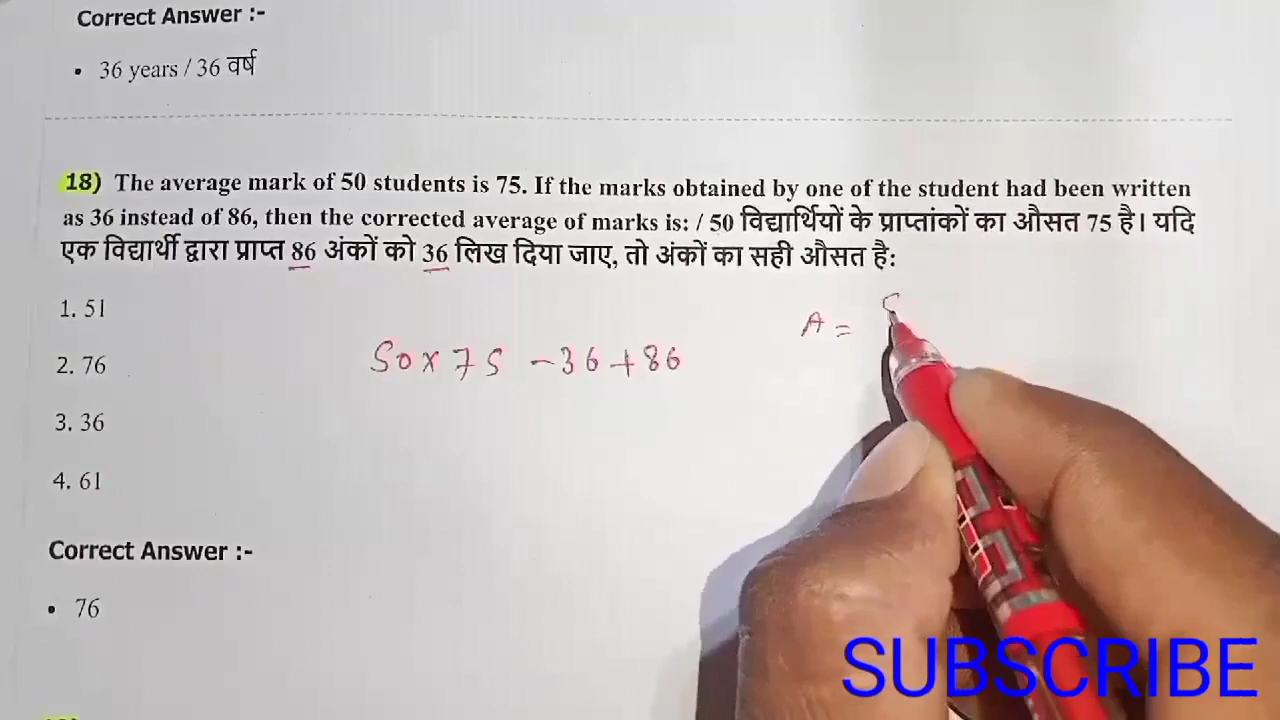 Correct Answer :-
• 36 years / 36 वर्ष
18) The average mark of 50 students is 75. If the marks obtained by one of the student had been written
as 36 instead of 86, then the corrected average of marks is: / 50 विद्यार्थियों के प्राप्तांकों का औसत 75 है। यदि
एक विद्यार्थी द्वारा प्राप्त 86 अंकों को 36 लिख दिया जाए, तो अंकों का सही औसत है:
1. 51
A =
50 x 75 - 36 + 86
2. 76
3. 36
4. 61
Correct Answer :-
• 76
SUBSCRIBE